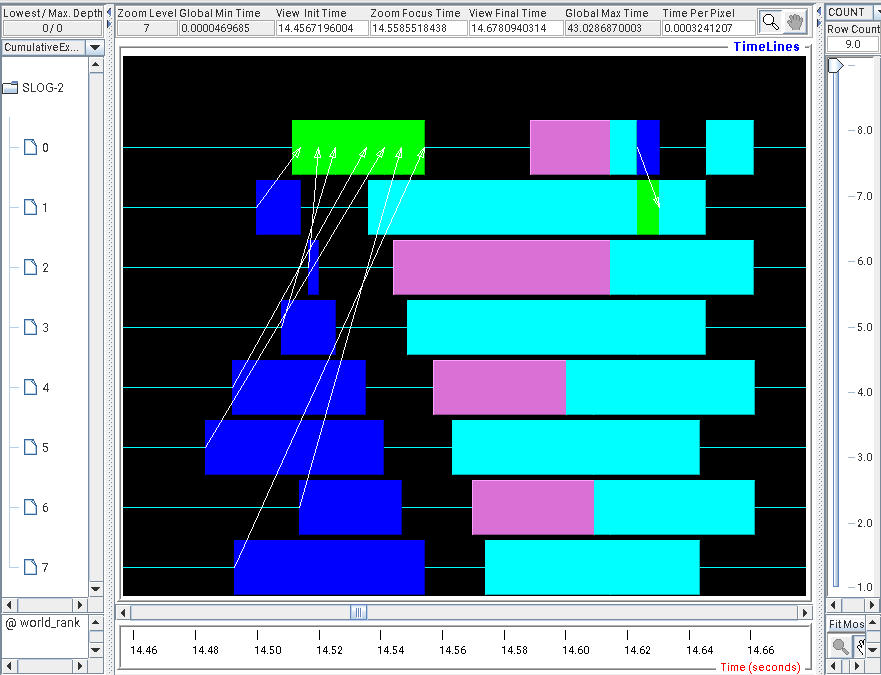 Lowest / Max. Depth
0 / 0
CumulativeEx...
Zoom Level Global Min Time View Init Time Zoom Focus Time View Final Time Global Max Time Time Per Pixel
7 0.0000469685 14.4567196004 14.5585518438 14.6780940314 43.0286870003 0.0003241207
COUNT
Row Count
9.0
TimeLines
SLOG-2
0
1
2
3
4
5
6
7
8.0
7.0
6.0
5.0
4.0
3.0
2.0
1.0
@ world_rank
Fit Mos
14.46 14.48 14.50 14.52 14.54 14.56 14.58 14.60 14.62 14.64 14.66
Time (seconds)